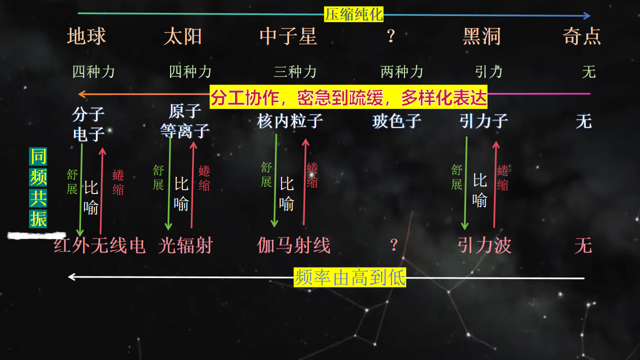 压缩纯化
地球 太阳 中子星 ? 黑洞 奇点
四种力 四种力 三种力 两种力 引力 无
分工协作，密急到疏缓，多样化表达
分子 原子 核内粒子 玻色子 引力子 无
电子 等离子
同频共振
舒展 比喻 蜷缩 舒展 比喻 蜷缩 舒展 比喻 蜷缩 舒展 比喻 蜷缩
红外无线电 光辐射 伽马射线 ? 引力波 无
频率由高到低